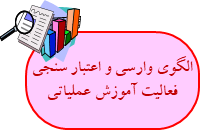 الگوی وارسی و اعتبار سنجی
فعالیت آموزش عملیاتی